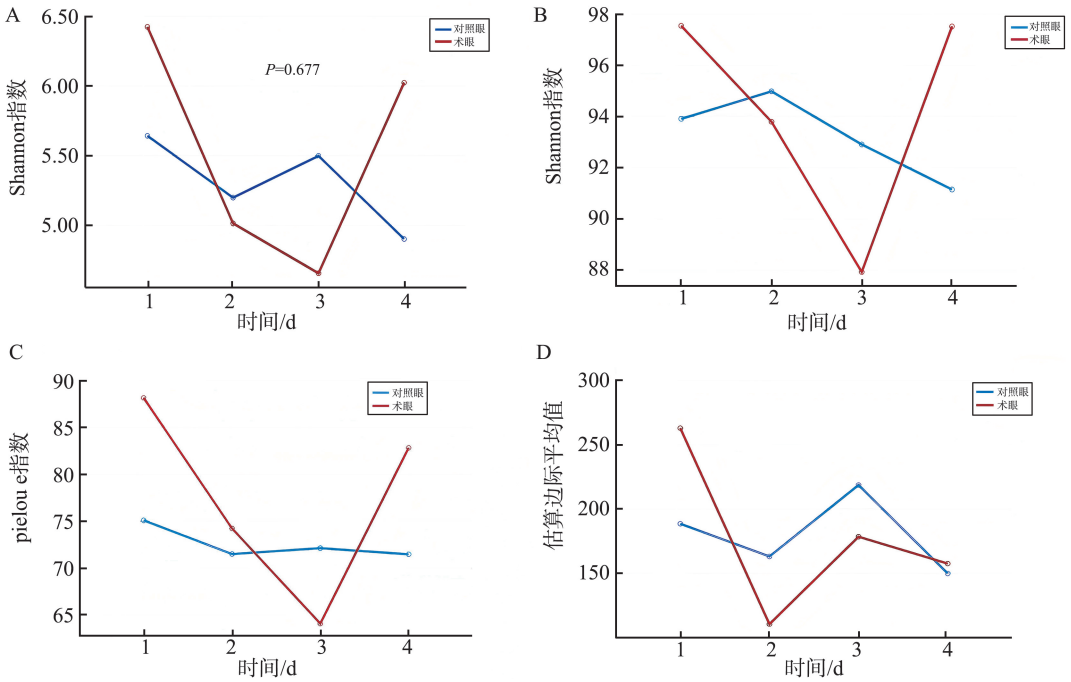 A
6.50
6.00
5.50
5.00
Shannon指数
P=0.677
对照眼
术眼
1 2 3 4
时间/d
B
98
96
94
92
90
88
Shannon指数
对照眼
术眼
1 2 3 4
时间/d
C
90
85
80
75
70
65
pielou e指数
对照眼
术眼
1 2 3 4
时间/d
D
300
250
200
150
估算边际平均值
对照眼
术眼
1 2 3 4
时间/d